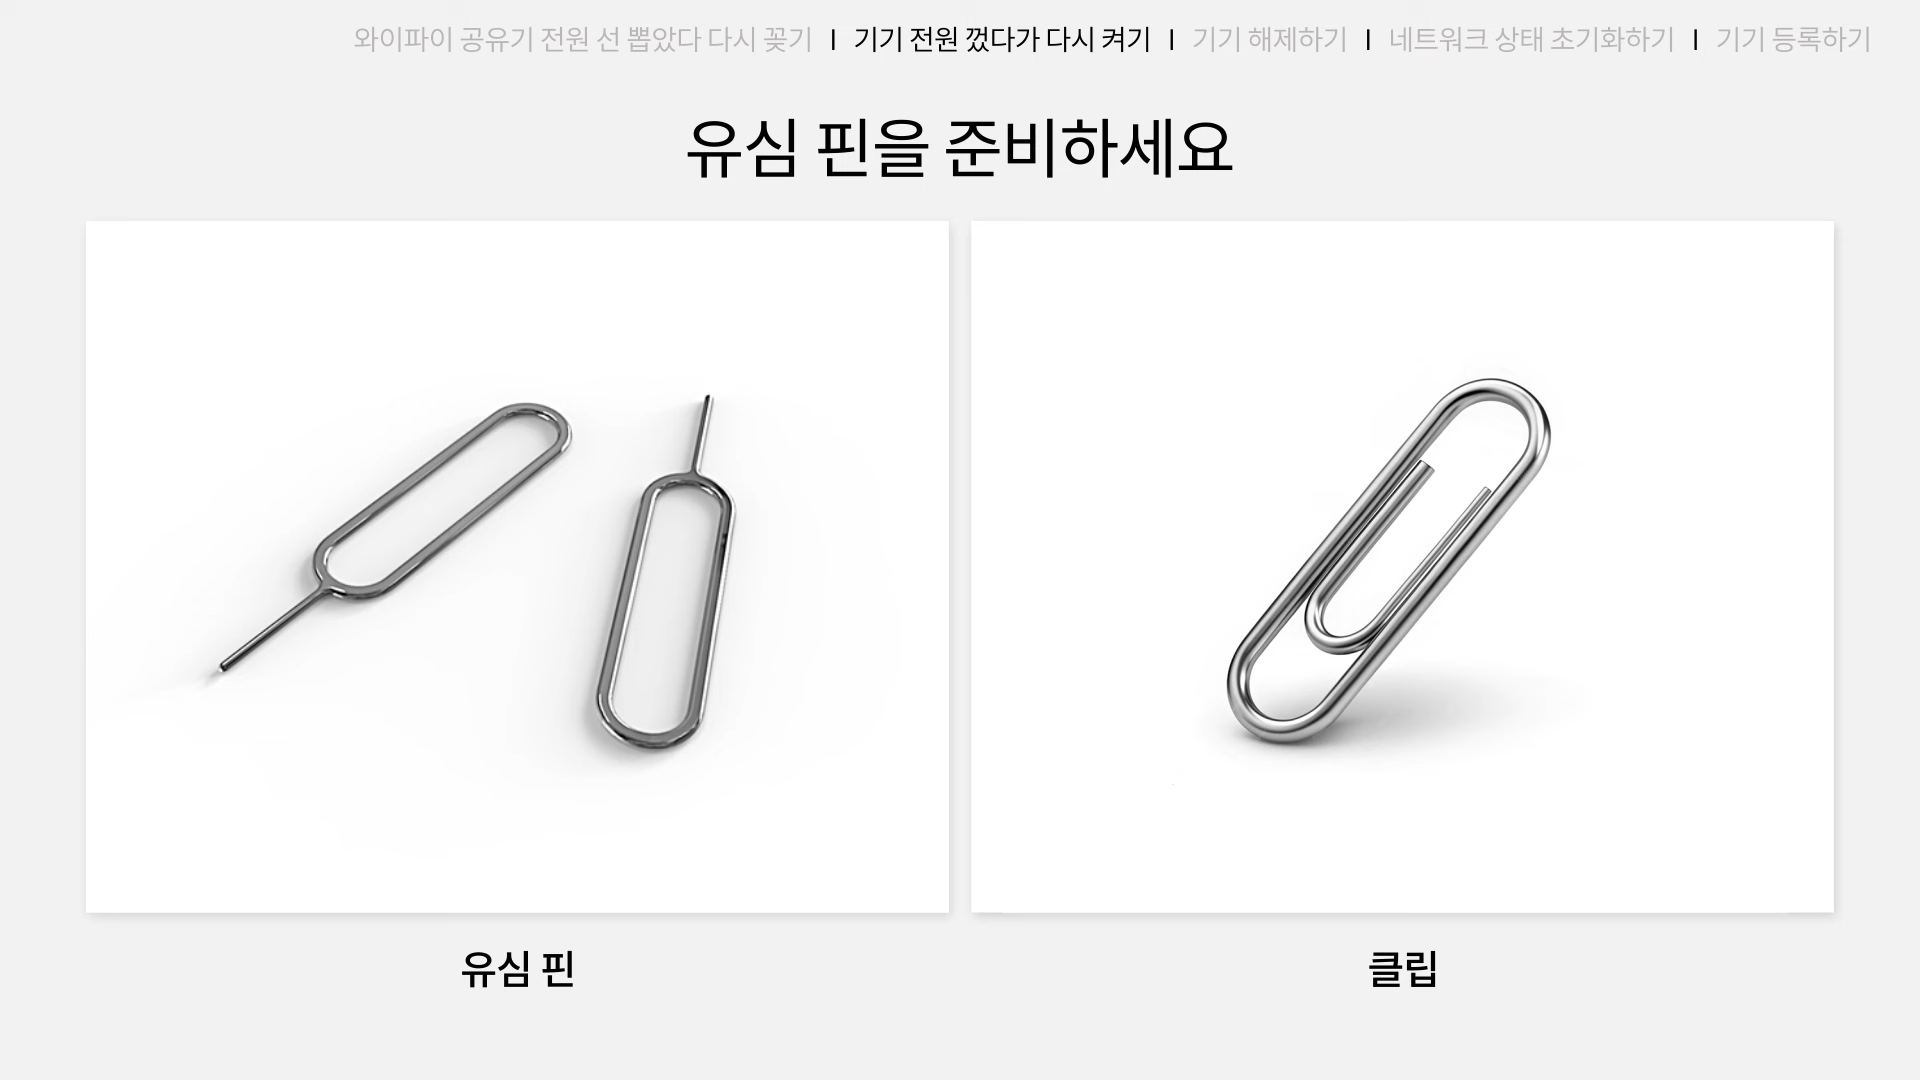 와이파이 공유기 전원 선 뽑았다 다시 꽂기 I 기기 전원 껐다가 다시 켜기 I 기기 해제하기 I 네트워크 상태 초기화하기 I 기기 등록하기
유심 핀을 준비하세요
유심 핀
클립